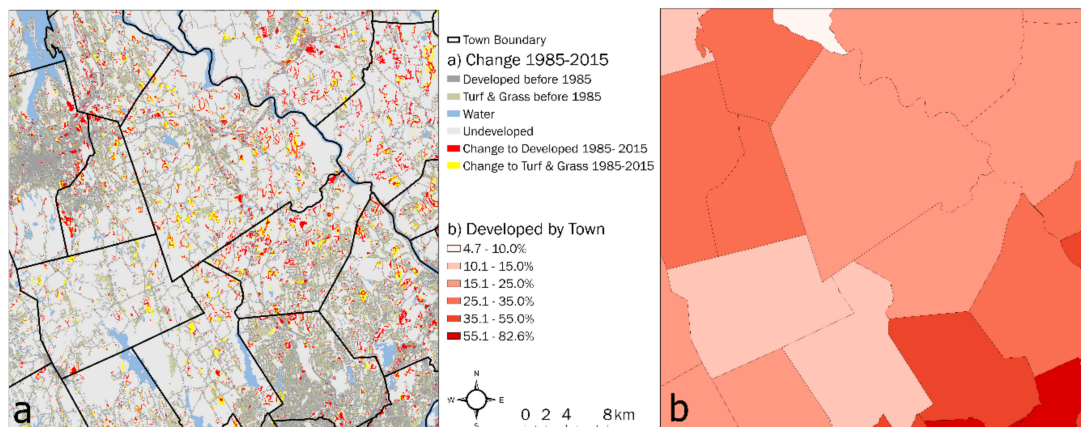 Town Boundary
a) Change 1985-2015
Developed before 1985
Turf & Grass before 1985
Water
Undeveloped
Change to Developed 1985- 2015
Change to Turf & Grass 1985-2015
b) Developed by Town
4.7 - 10.0%
10.1 - 15.0%
15.1 - 25.0%
25.1 - 35.0%
35.1 - 55.0%
55.1 - 82.6%
N
W E
S
0 2 4 8 km
a
b